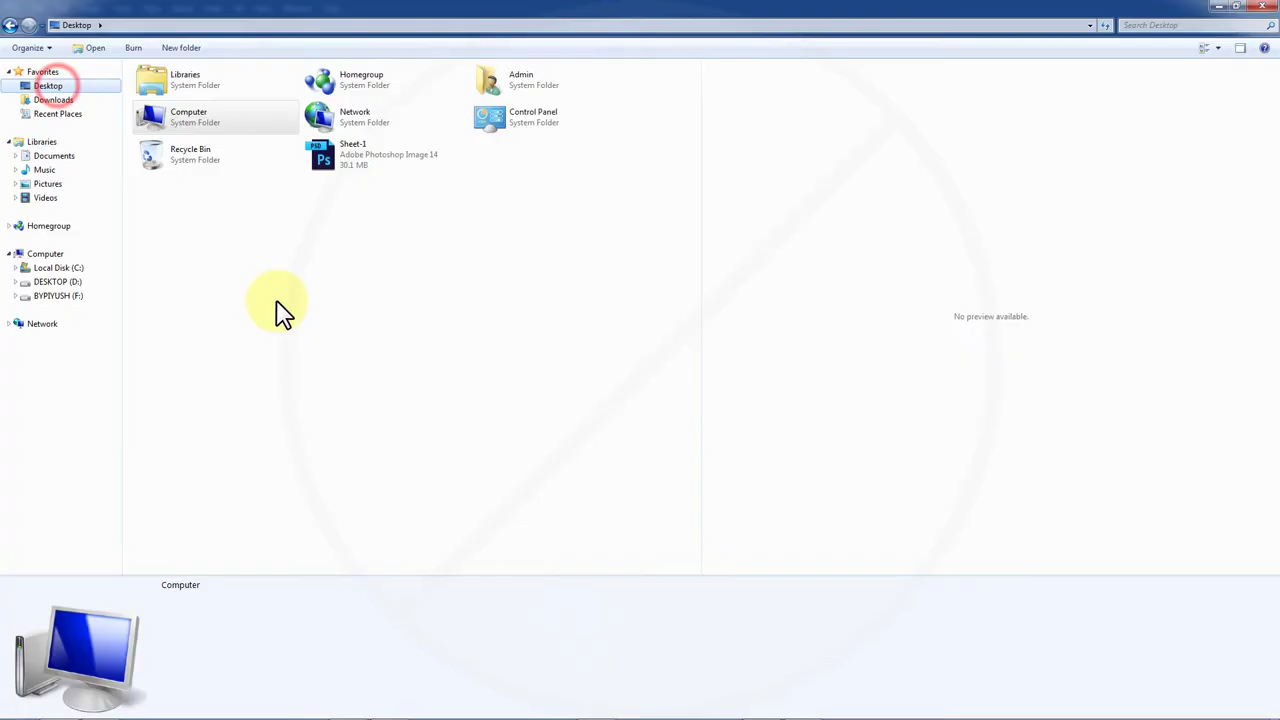 Desktop
Search Desktop
Organize Open Burn New folder
Favorites
Desktop
Downloads
Recent Places
Libraries
Documents
Music
Pictures
Videos
Homegroup
Computer
Local Disk (C:)
DESKTOP (D:)
BYPIYUSH (F:)
Network
Libraries
System Folder
Homegroup
System Folder
Admin
System Folder
Computer
System Folder
Network
System Folder
Control Panel
System Folder
Recycle Bin
System Folder
PSD
Ps
Sheet-1
Adobe Photoshop Image 14
30.1 MB
No preview available.
Computer